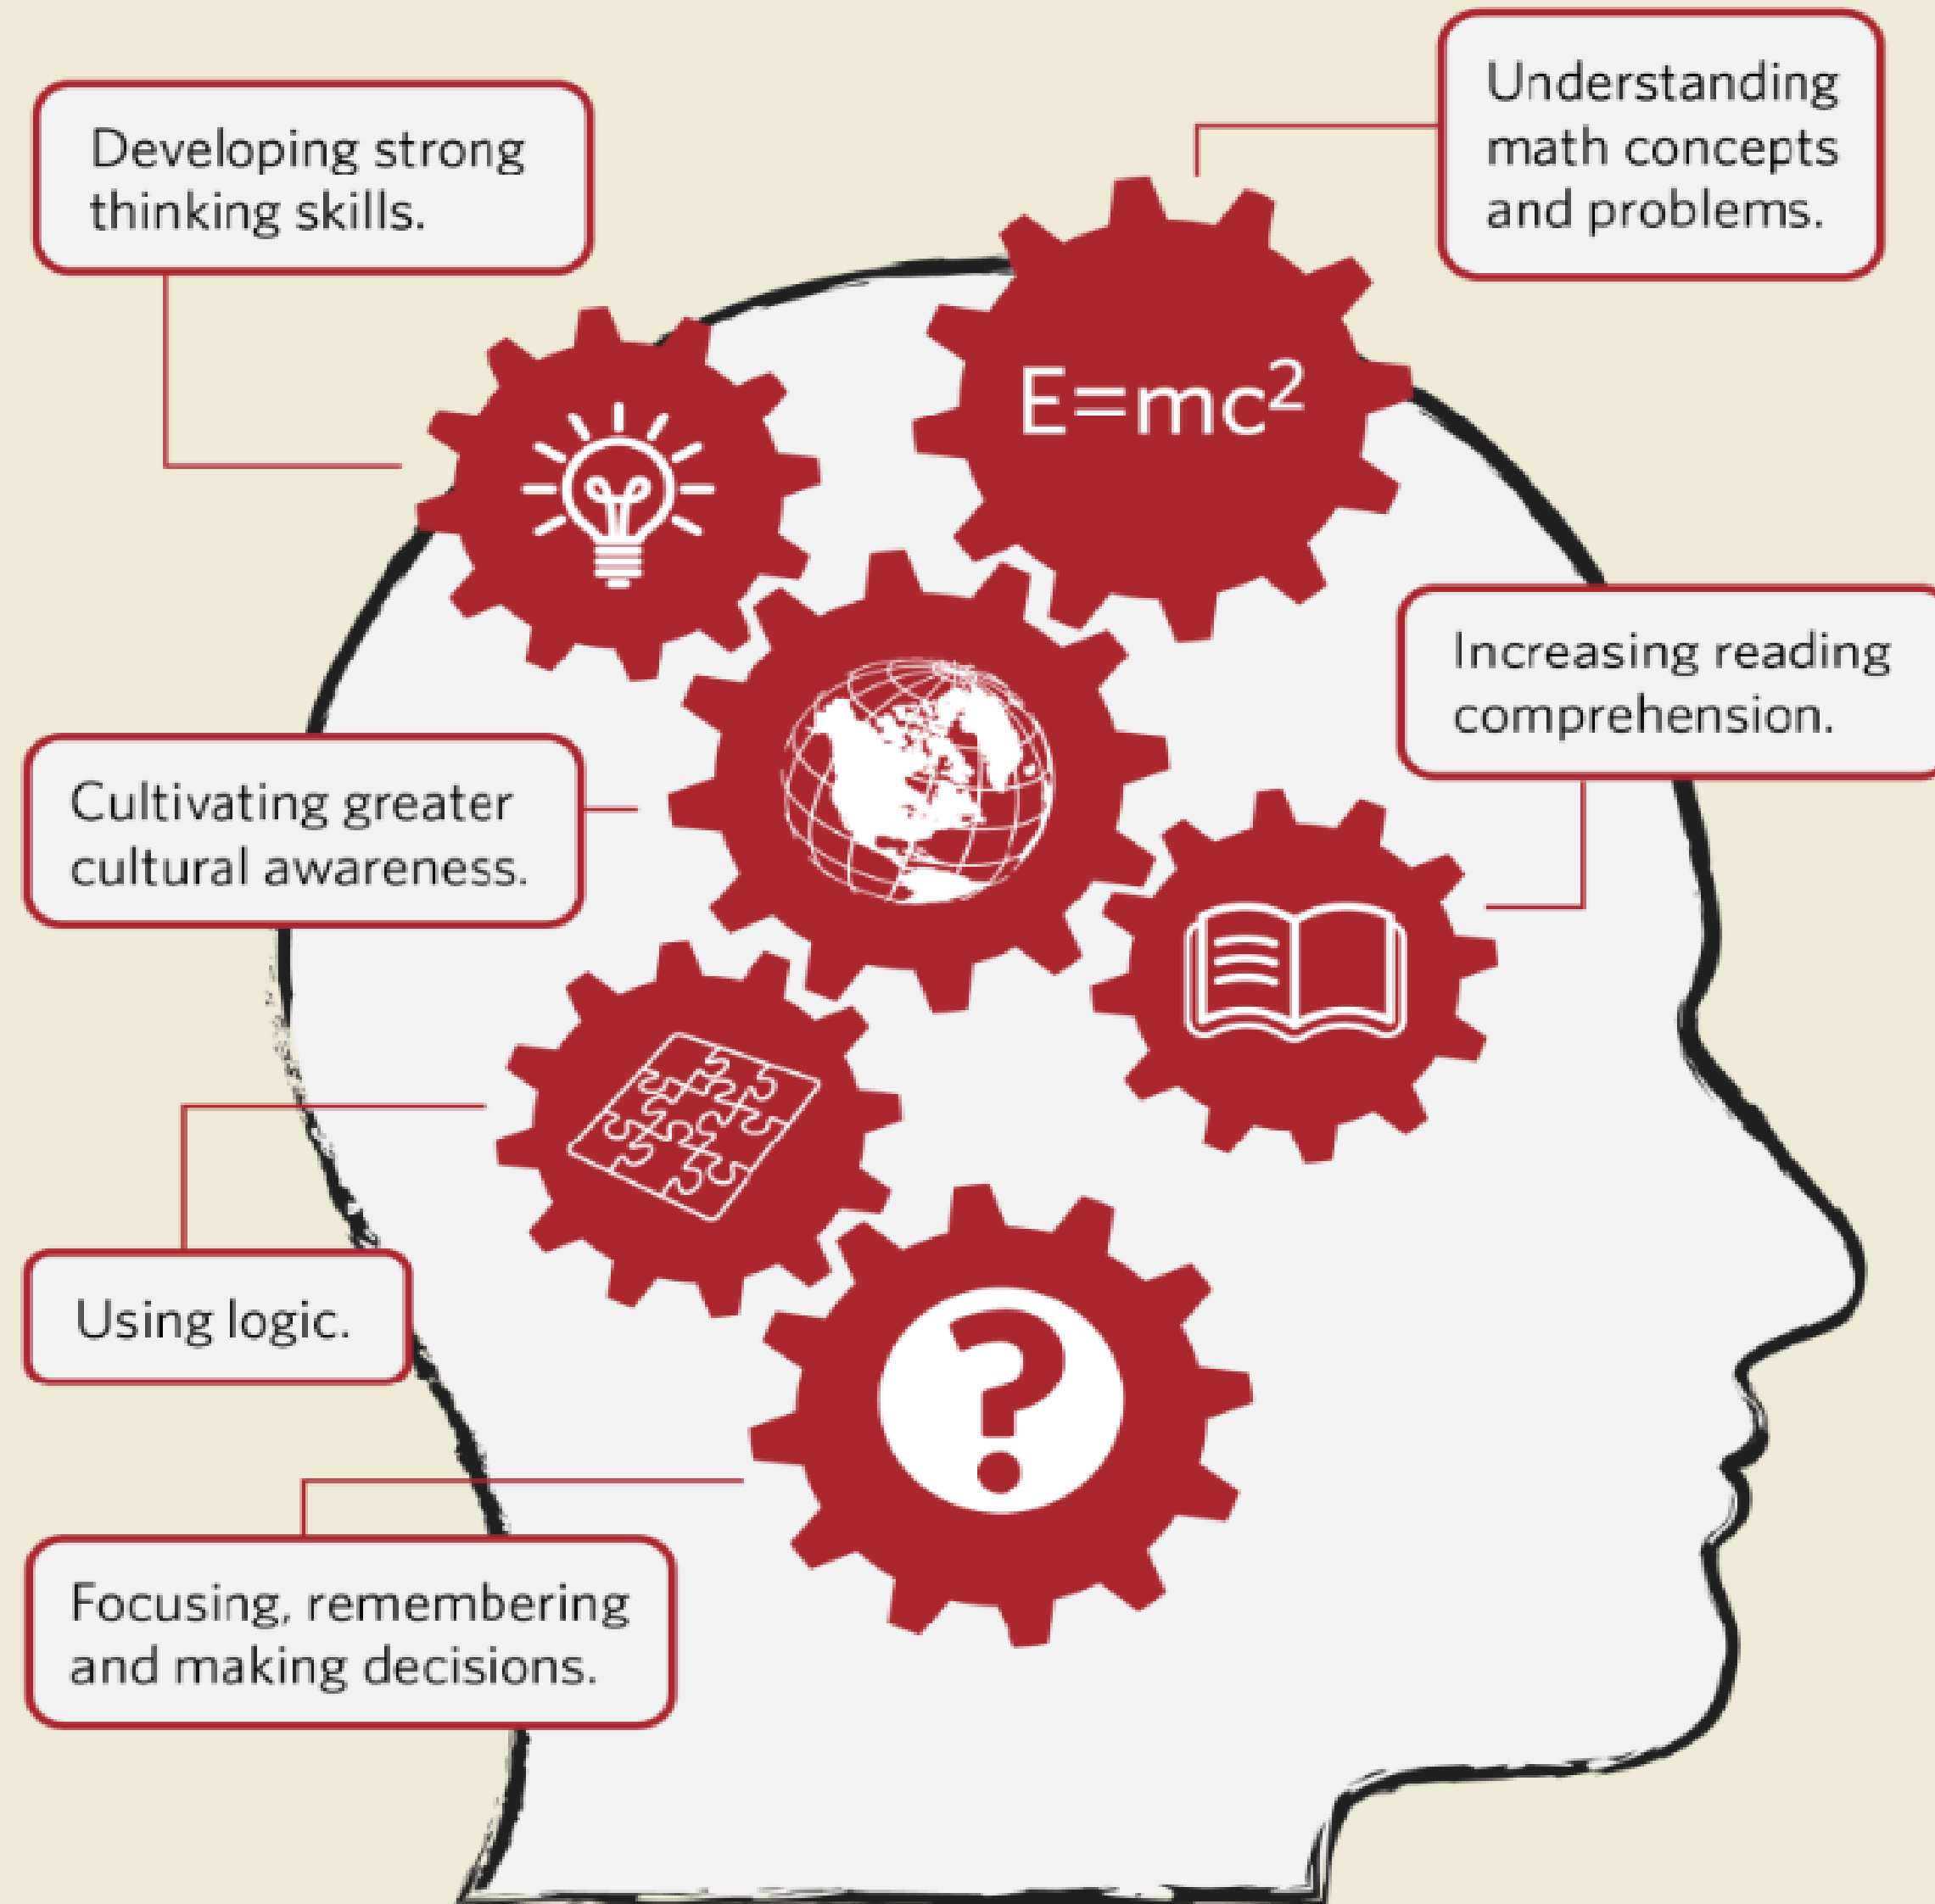 Developing strong
thinking skills.
Understanding
math concepts
and problems.
E=mc²
Increasing reading
comprehension.
Cultivating greater
cultural awareness.
Using logic.
?
Focusing, remembering
and making decisions.